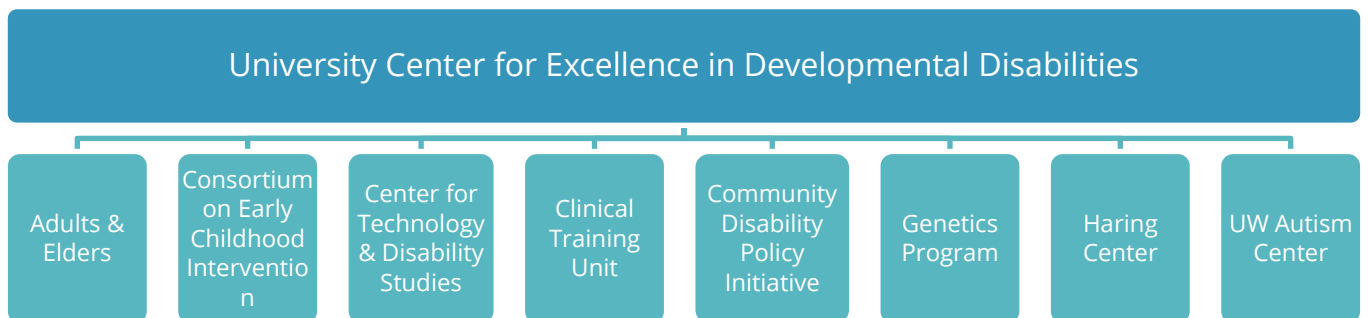 University Center for Excellence in Developmental Disabilities
Adults &
Elders
Consortium
on Early
Childhood
Interventio
n
Center for
Technology
& Disability
Studies
Clinical
Training
Unit
Community
Disability
Policy
Initiative
Genetics
Program
Haring
Center
UW Autism
Center